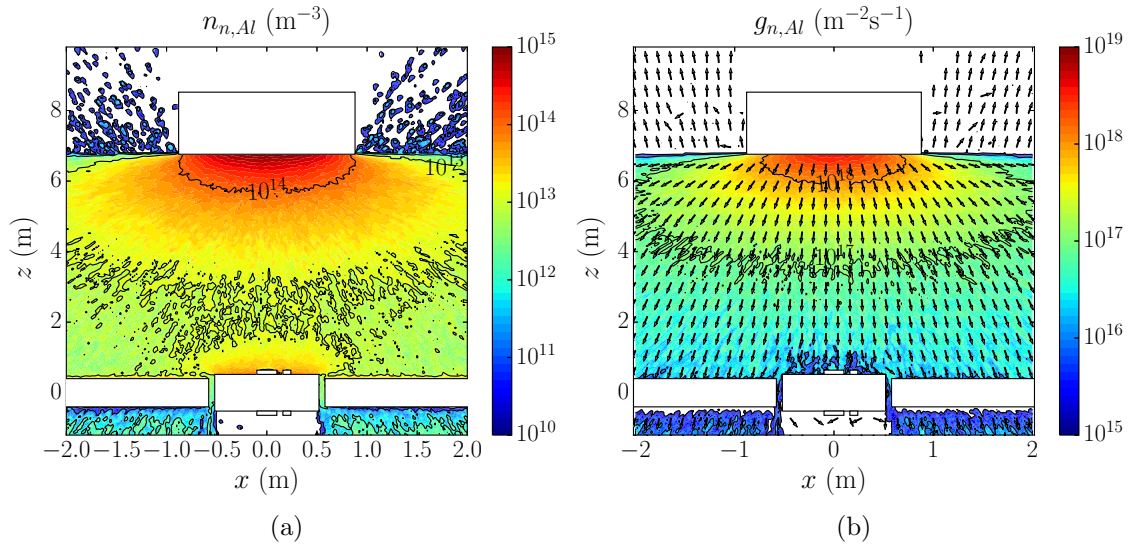 n_{n,Al} (m^{−3})
g_{n,Al} (m^{−2}s^{−1})
10^{15}
10^{14}
10^{13}
10^{12}
10^{11}
10^{10}
10^{19}
10^{18}
10^{17}
10^{16}
10^{15}
8
6
4
2
0
z (m)
8
6
4
2
0
z (m)
10^{14}
10^{18}
10^{17}
−2.0 −1.5 −1.0 −0.5 0.0 0.5 1.0 1.5 2.0
x (m)
−2 −1 0 1 2
x (m)
(a)
(b)